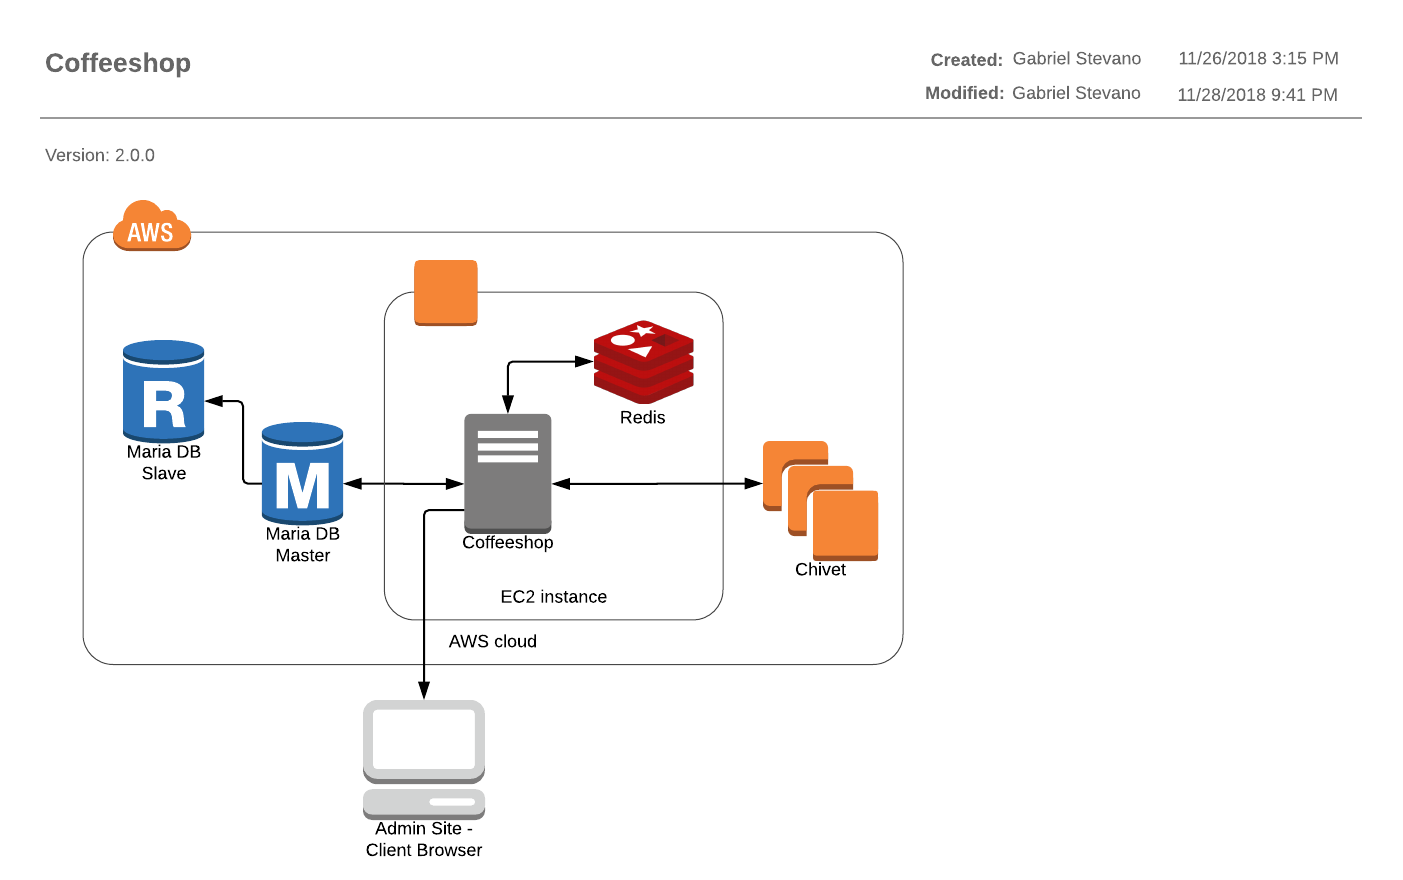 Coffeeshop
Created: Gabriel Stevano 11/26/2018 3:15 PM
Modified: Gabriel Stevano 11/28/2018 9:41 PM
Version: 2.0.0
AWS
R
Maria DB
Slave
M
Maria DB
Master
Redis
Coffeeshop
Chivet
EC2 instance
AWS cloud
Admin Site -
Client Browser